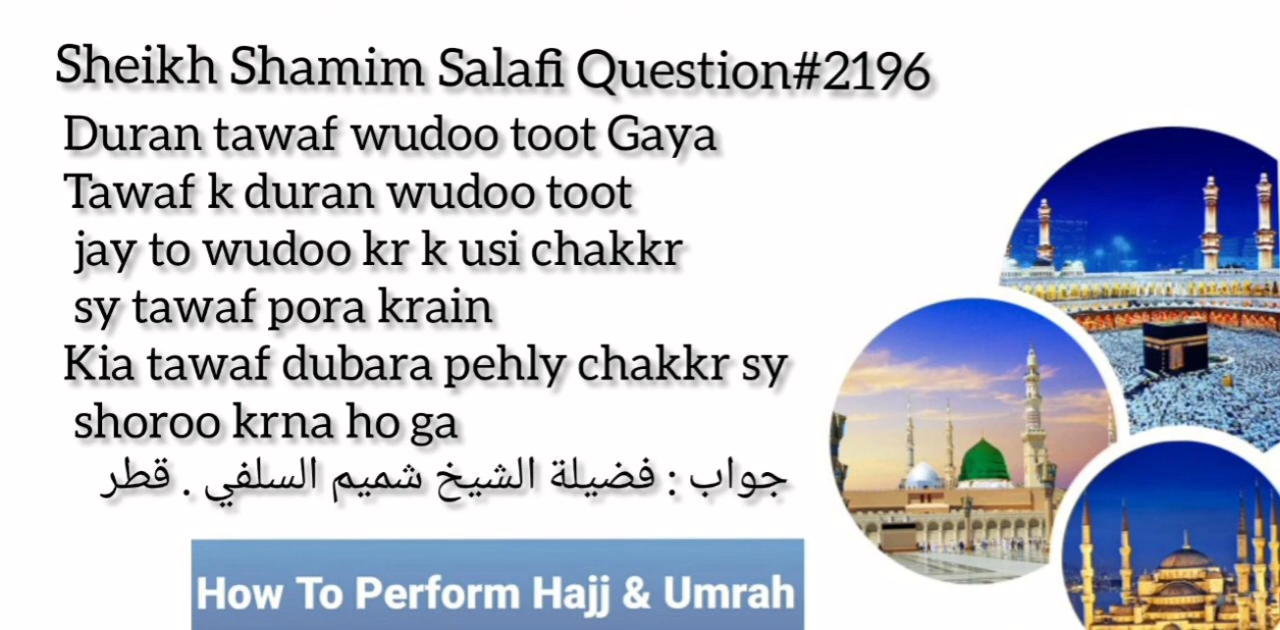 Sheikh Shamim Salafi Question#2196
Duran tawaf wudoo toot Gaya
Tawaf k duran wudoo toot
jay to wudoo kr k usi chakkr
sy tawaf pora krain
Kia tawaf dubara pehly chakkr sy
shoroo krna ho ga
جواب : فضيلة الشيخ شميم السلفي . قطر
How To Perform Hajj & Umrah